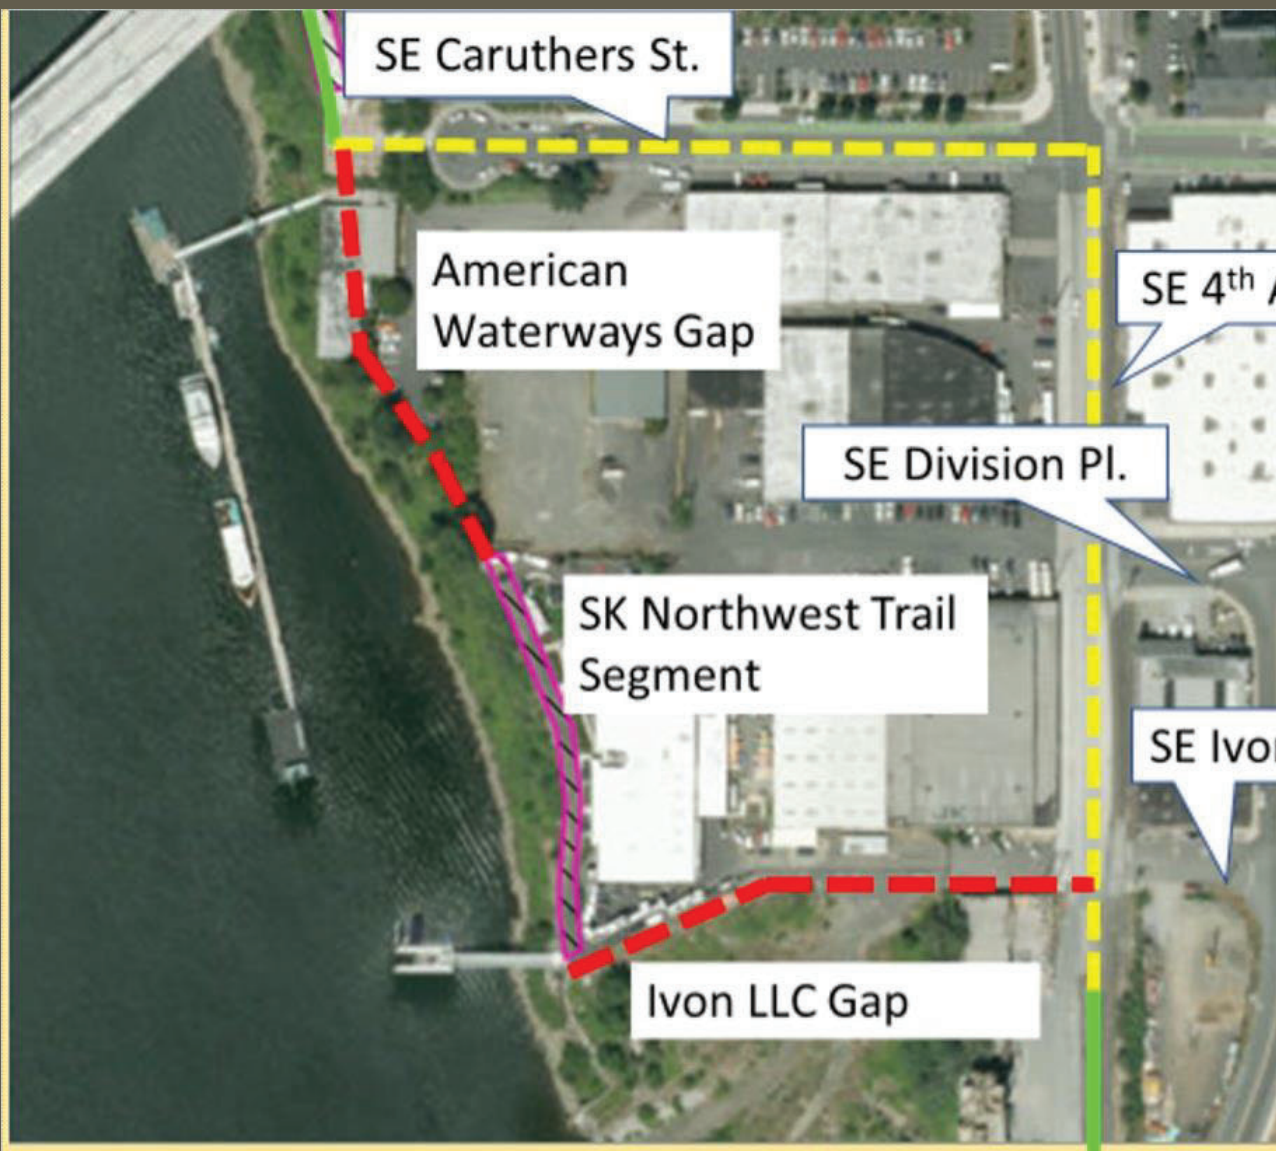 SE Caruthers St.
American
Waterways Gap
SE 4th
SE Division Pl.
SK Northwest Trail
Segment
SE Ivon
Ivon LLC Gap